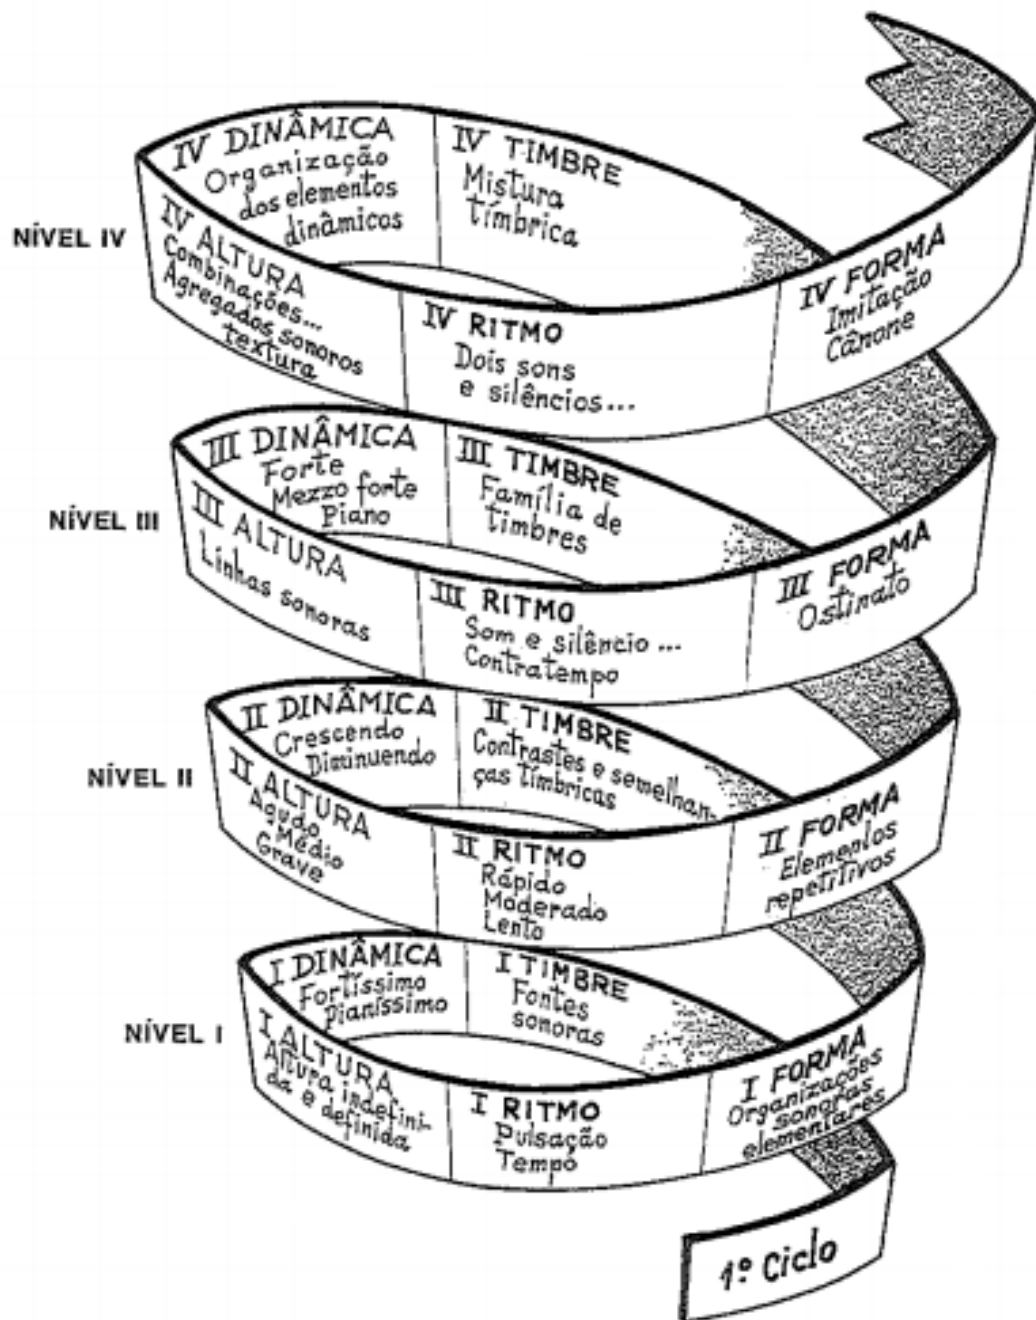 NÍVEL IV
IV DINÂMICA
Organização
dos elementos
dinâmicos
IV TIMBRE
Mistura
tímbrica
IV ALTURA
Combinações...
Agregados sonoros
textura
IV RITMO
Dois sons
e silêncios...
IV FORMA
Imitação
Cânone
NÍVEL III
III DINÂMICA
Forte
Mezzo forte
Piano
III TIMBRE
Família de
timbres
III ALTURA
Linhas sonoras
III RITMO
Som e silêncio ...
Contratempo
III FORMA
Ostinato
NÍVEL II
II DINÂMICA
Crescendo
Diminuendo
II TIMBRE
Contrastes e semelhan-
ças tímbricas
II ALTURA
Agudo
Médio
Grave
II RITMO
Rápido
Moderado
Lento
II FORMA
Elementos
repetitivos
NÍVEL I
I DINÂMICA
Fortíssimo
Pianíssimo
I TIMBRE
Fontes
sonoras
I ALTURA
Altura indefini-
da e definida
I RITMO
Pulsação
Tempo
I FORMA
Organizações
sonoras
elementares
1º Ciclo